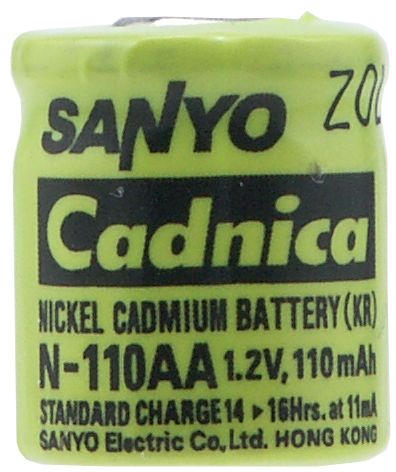 SANYO
Cadnica
NICKEL CADMIUM BATTERY (KR)
N-110AA 1.2V, 110mAh
STANDARD CHARGE 14 ▸ 16Hrs. at 11mA
SANYO Electric Co., Ltd. HONG KONG